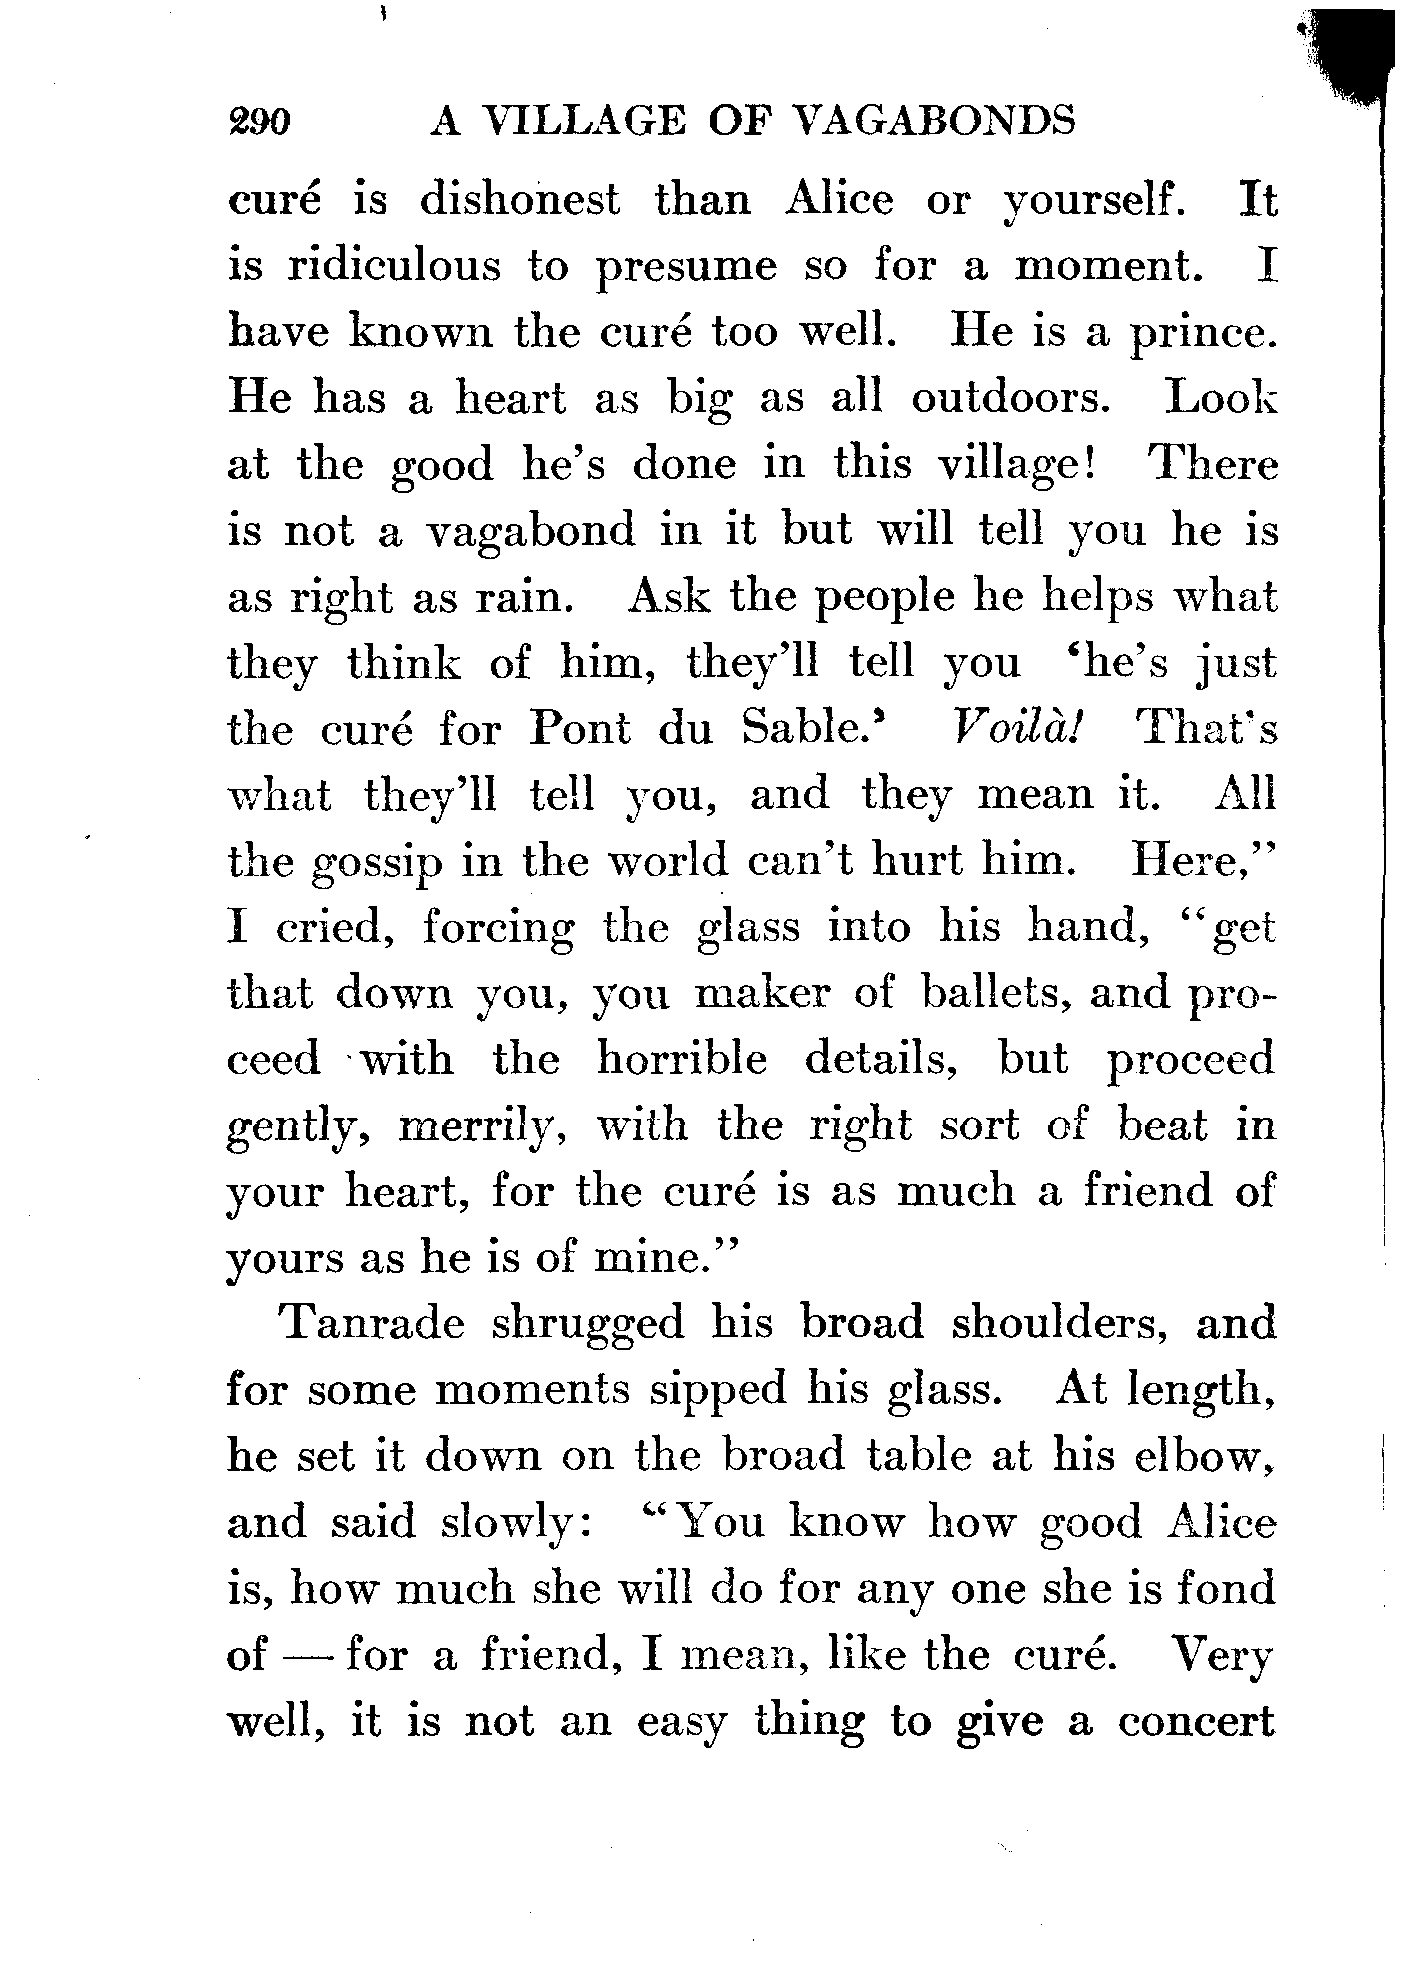 290 A VILLAGE OF VAGABONDS
curé is dishonest than Alice or yourself. It
is ridiculous to presume so for a moment. I
have known the curé too well. He is a prince.
He has a heart as big as all outdoors. Look
at the good he's done in this village! There
is not a vagabond in it but will tell you he is
as right as rain. Ask the people he helps what
they think of him, they'll tell you 'he's just
the curé for Pont du Sable.' Voilà! That's
what they'll tell you, and they mean it. All
the gossip in the world can't hurt him. Here,"
I cried, forcing the glass into his hand, "get
that down you, you maker of ballets, and pro-
ceed with the horrible details, but proceed
gently, merrily, with the right sort of beat in
your heart, for the curé is as much a friend of
yours as he is of mine."
Tanrade shrugged his broad shoulders, and
for some moments sipped his glass. At length,
he set it down on the broad table at his elbow,
and said slowly: "You know how good Alice
is, how much she will do for any one she is fond
of — for a friend, I mean, like the curé. Very
well, it is not an easy thing to give a concert